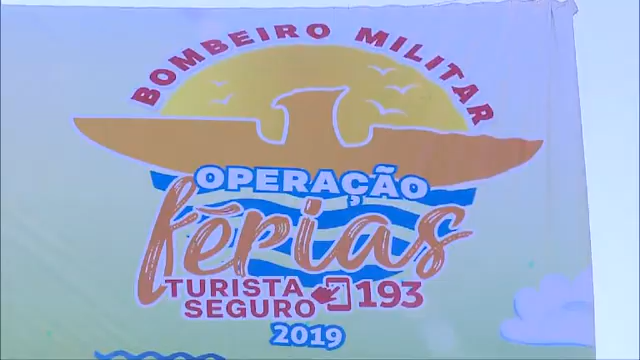 BOMBEIRO MILITAR
OPERAÇÃO
férias
TURISTA
SEGURO 193
2019